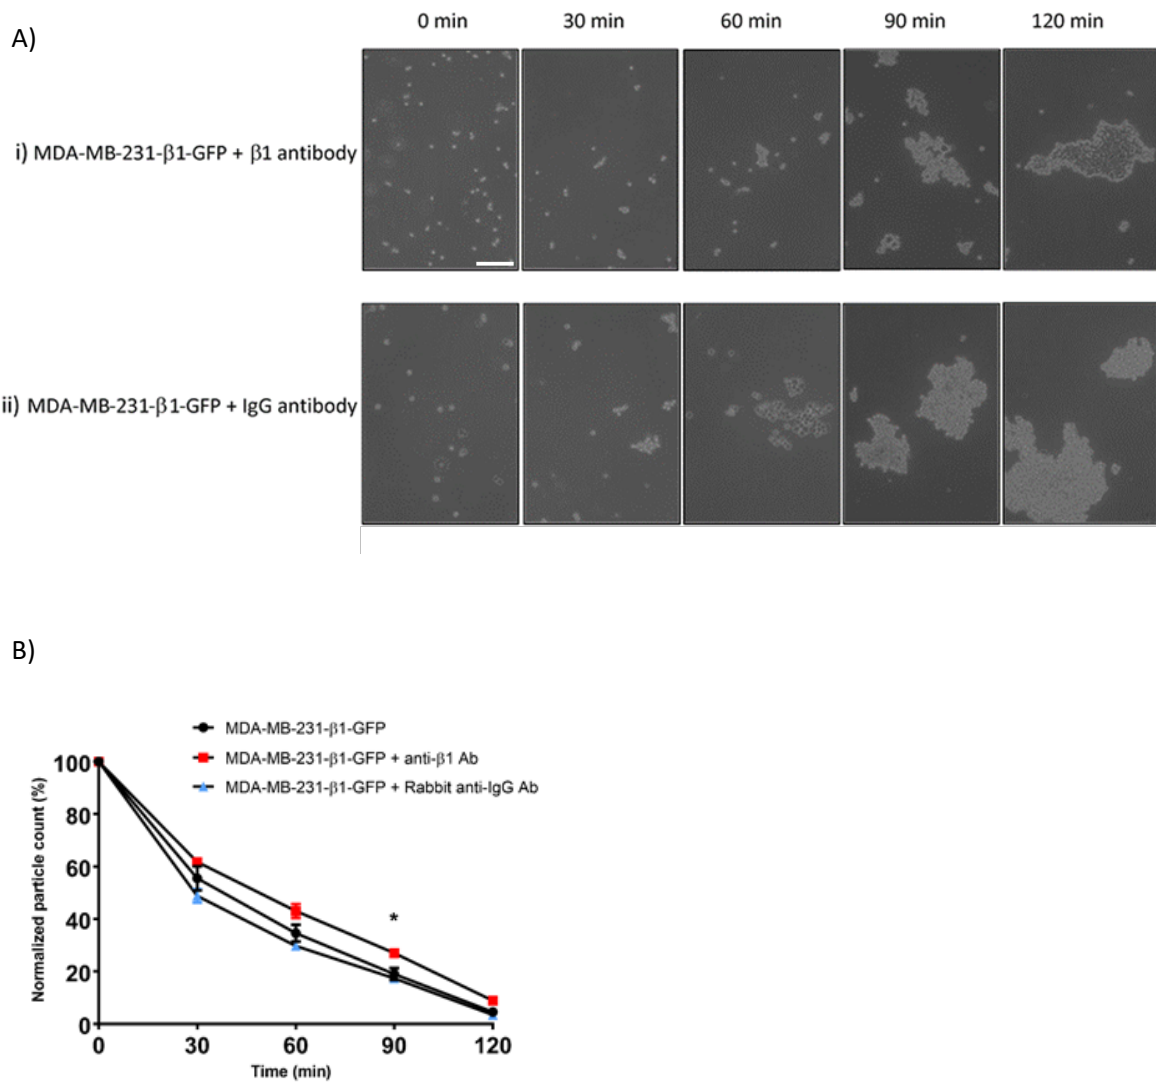 A)
0 min 30 min 60 min 90 min 120 min
i) MDA-MB-231-β1-GFP + β1 antibody
ii) MDA-MB-231-β1-GFP + IgG antibody
B)
MDA-MB-231-β1-GFP
MDA-MB-231-β1-GFP + anti-β1 Ab
MDA-MB-231-β1-GFP + Rabbit anti-IgG Ab
Normalized particle count (%)
100
80
60
40
20
0
*
0 30 60 90 120
Time (min)